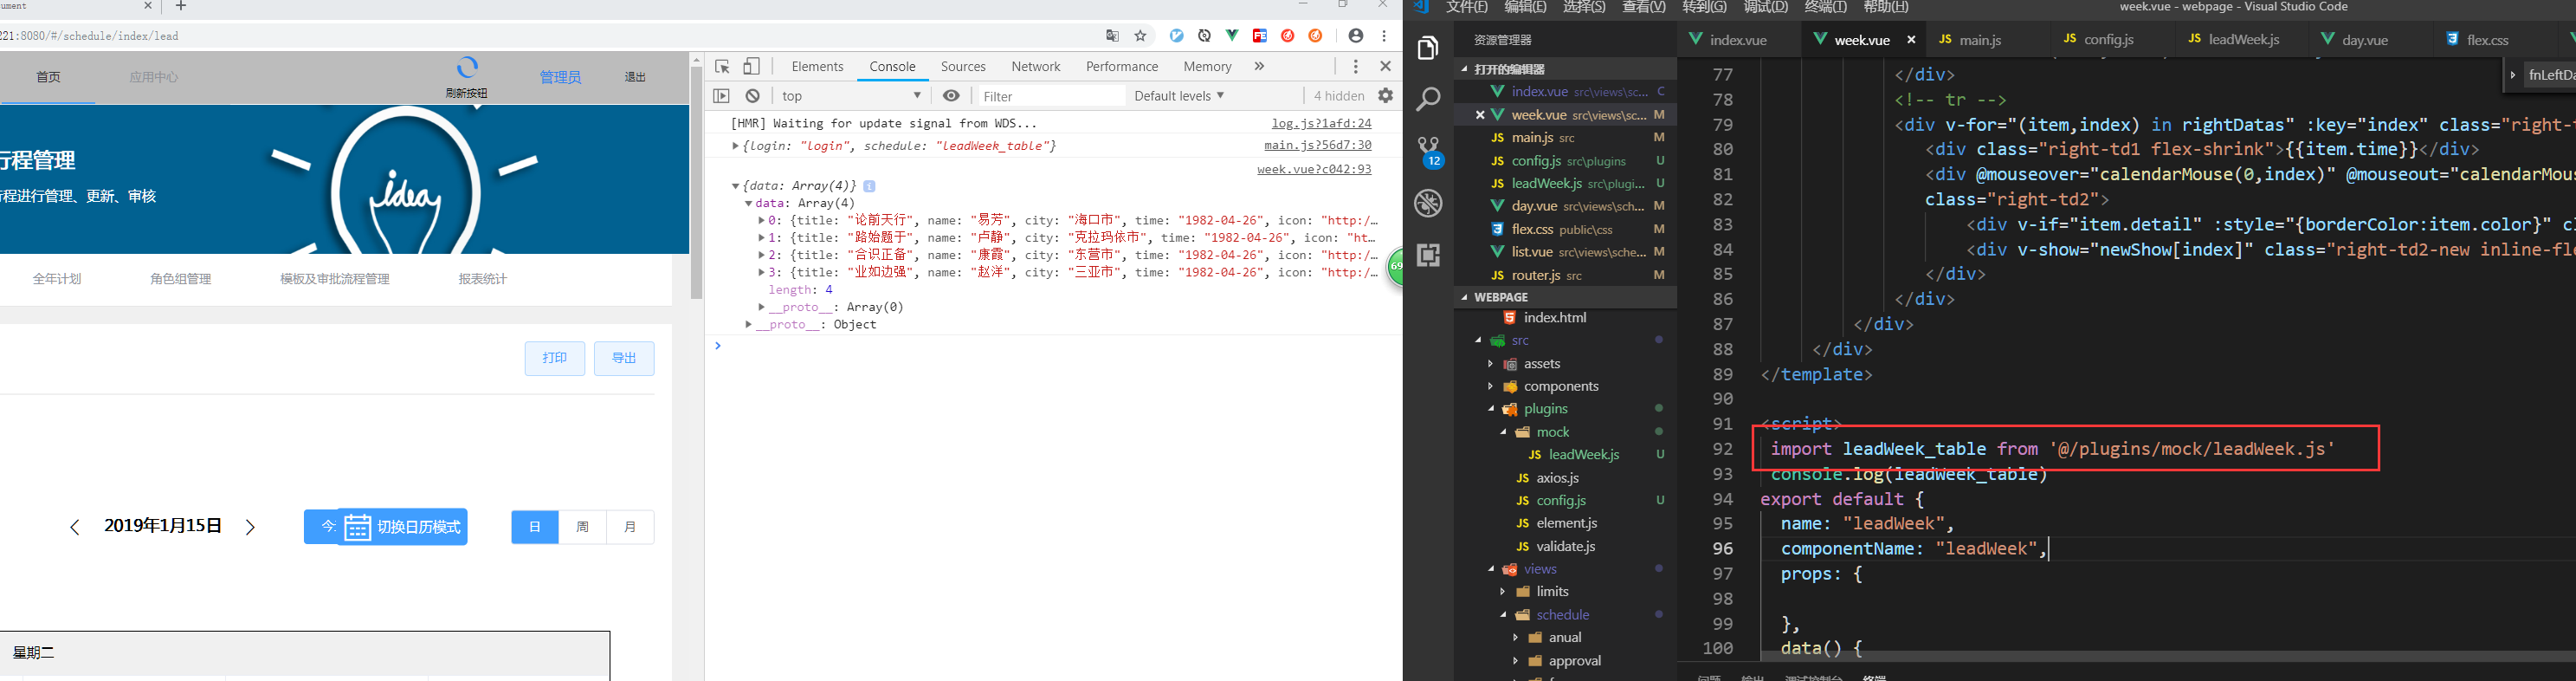 ument
221:8080/#/schedule/index/lead
首页
应用中心
刷新按钮
管理员
退出
行程管理
行程进行管理、更新、审核
idea
全年计划
角色组管理
模板及审批流程管理
报表统计
打印
导出
2019年1月15日
切换日历模式
日
周
月
星期二
Elements
Console
Sources
Network
Performance
Memory
»
top
Filter
Default levels ▼
4 hidden
[HMR] Waiting for update signal from WDS...
log.js?1afd:24
{login: "login", schedule: "leadWeek_table"}
main.js?56d7:30
week.vue?c042:93
{data: Array(4)}
data: Array(4)
0: {title: "论前天行", name: "易芳", city: "海口市", time: "1982-04-26", icon: "http:/…
1: {title: "路始题于", name: "卢静", city: "克拉玛依市", time: "1982-04-26", icon: "ht…
2: {title: "合识正备", name: "康霞", city: "东营市", time: "1982-04-26", icon: "http:/…
3: {title: "业如边强", name: "赵洋", city: "三亚市", time: "1982-04-26", icon: "http:/…
length: 4
__proto__: Array(0)
__proto__: Object
69
文件(F) 编辑(E) 选择(S) 查看(V) 转到(G) 调试(D) 终端(T) 帮助(H)
week.vue - webpage - Visual Studio Code
12
资源管理器
打开的编辑器
index.vue src\views\sc... C
week.vue src\views\sc... M
main.js src M
config.js src\plugins U
leadWeek.js src\plugi... U
day.vue src\views\sch... M
flex.css public\css M
list.vue src\views\sche... M
router.js src M
WEBPAGE
index.html
src
assets
components
plugins
mock
leadWeek.js U
axios.js
config.js U
element.js
validate.js
views
limits
schedule
anual
approval
index.vue
week.vue
main.js
config.js
leadWeek.js
day.vue
flex.css
fnLeftDa
77 </div>
78 <!-- tr -->
79 <div v-for="(item,index) in rightDatas" :key="index" class="right-t
80 <div class="right-td1 flex-shrink">{{item.time}}</div>
81 <div @mouseover="calendarMouse(0,index)" @mouseout="calendarMous
82 class="right-td2">
83 <div v-if="item.detail" :style="{borderColor:item.color}" cl
84 <div v-show="newShow[index]" class="right-td2-new inline-fle
85 </div>
86 </div>
87 </div>
88 </div>
89 </template>
90
91 <script>
92 import leadWeek_table from '@/plugins/mock/leadWeek.js'
93 console.log(leadWeek_table)
94 export default {
95 name: "leadWeek",
96 componentName: "leadWeek",
97 props: {
98
99 },
100 data() {